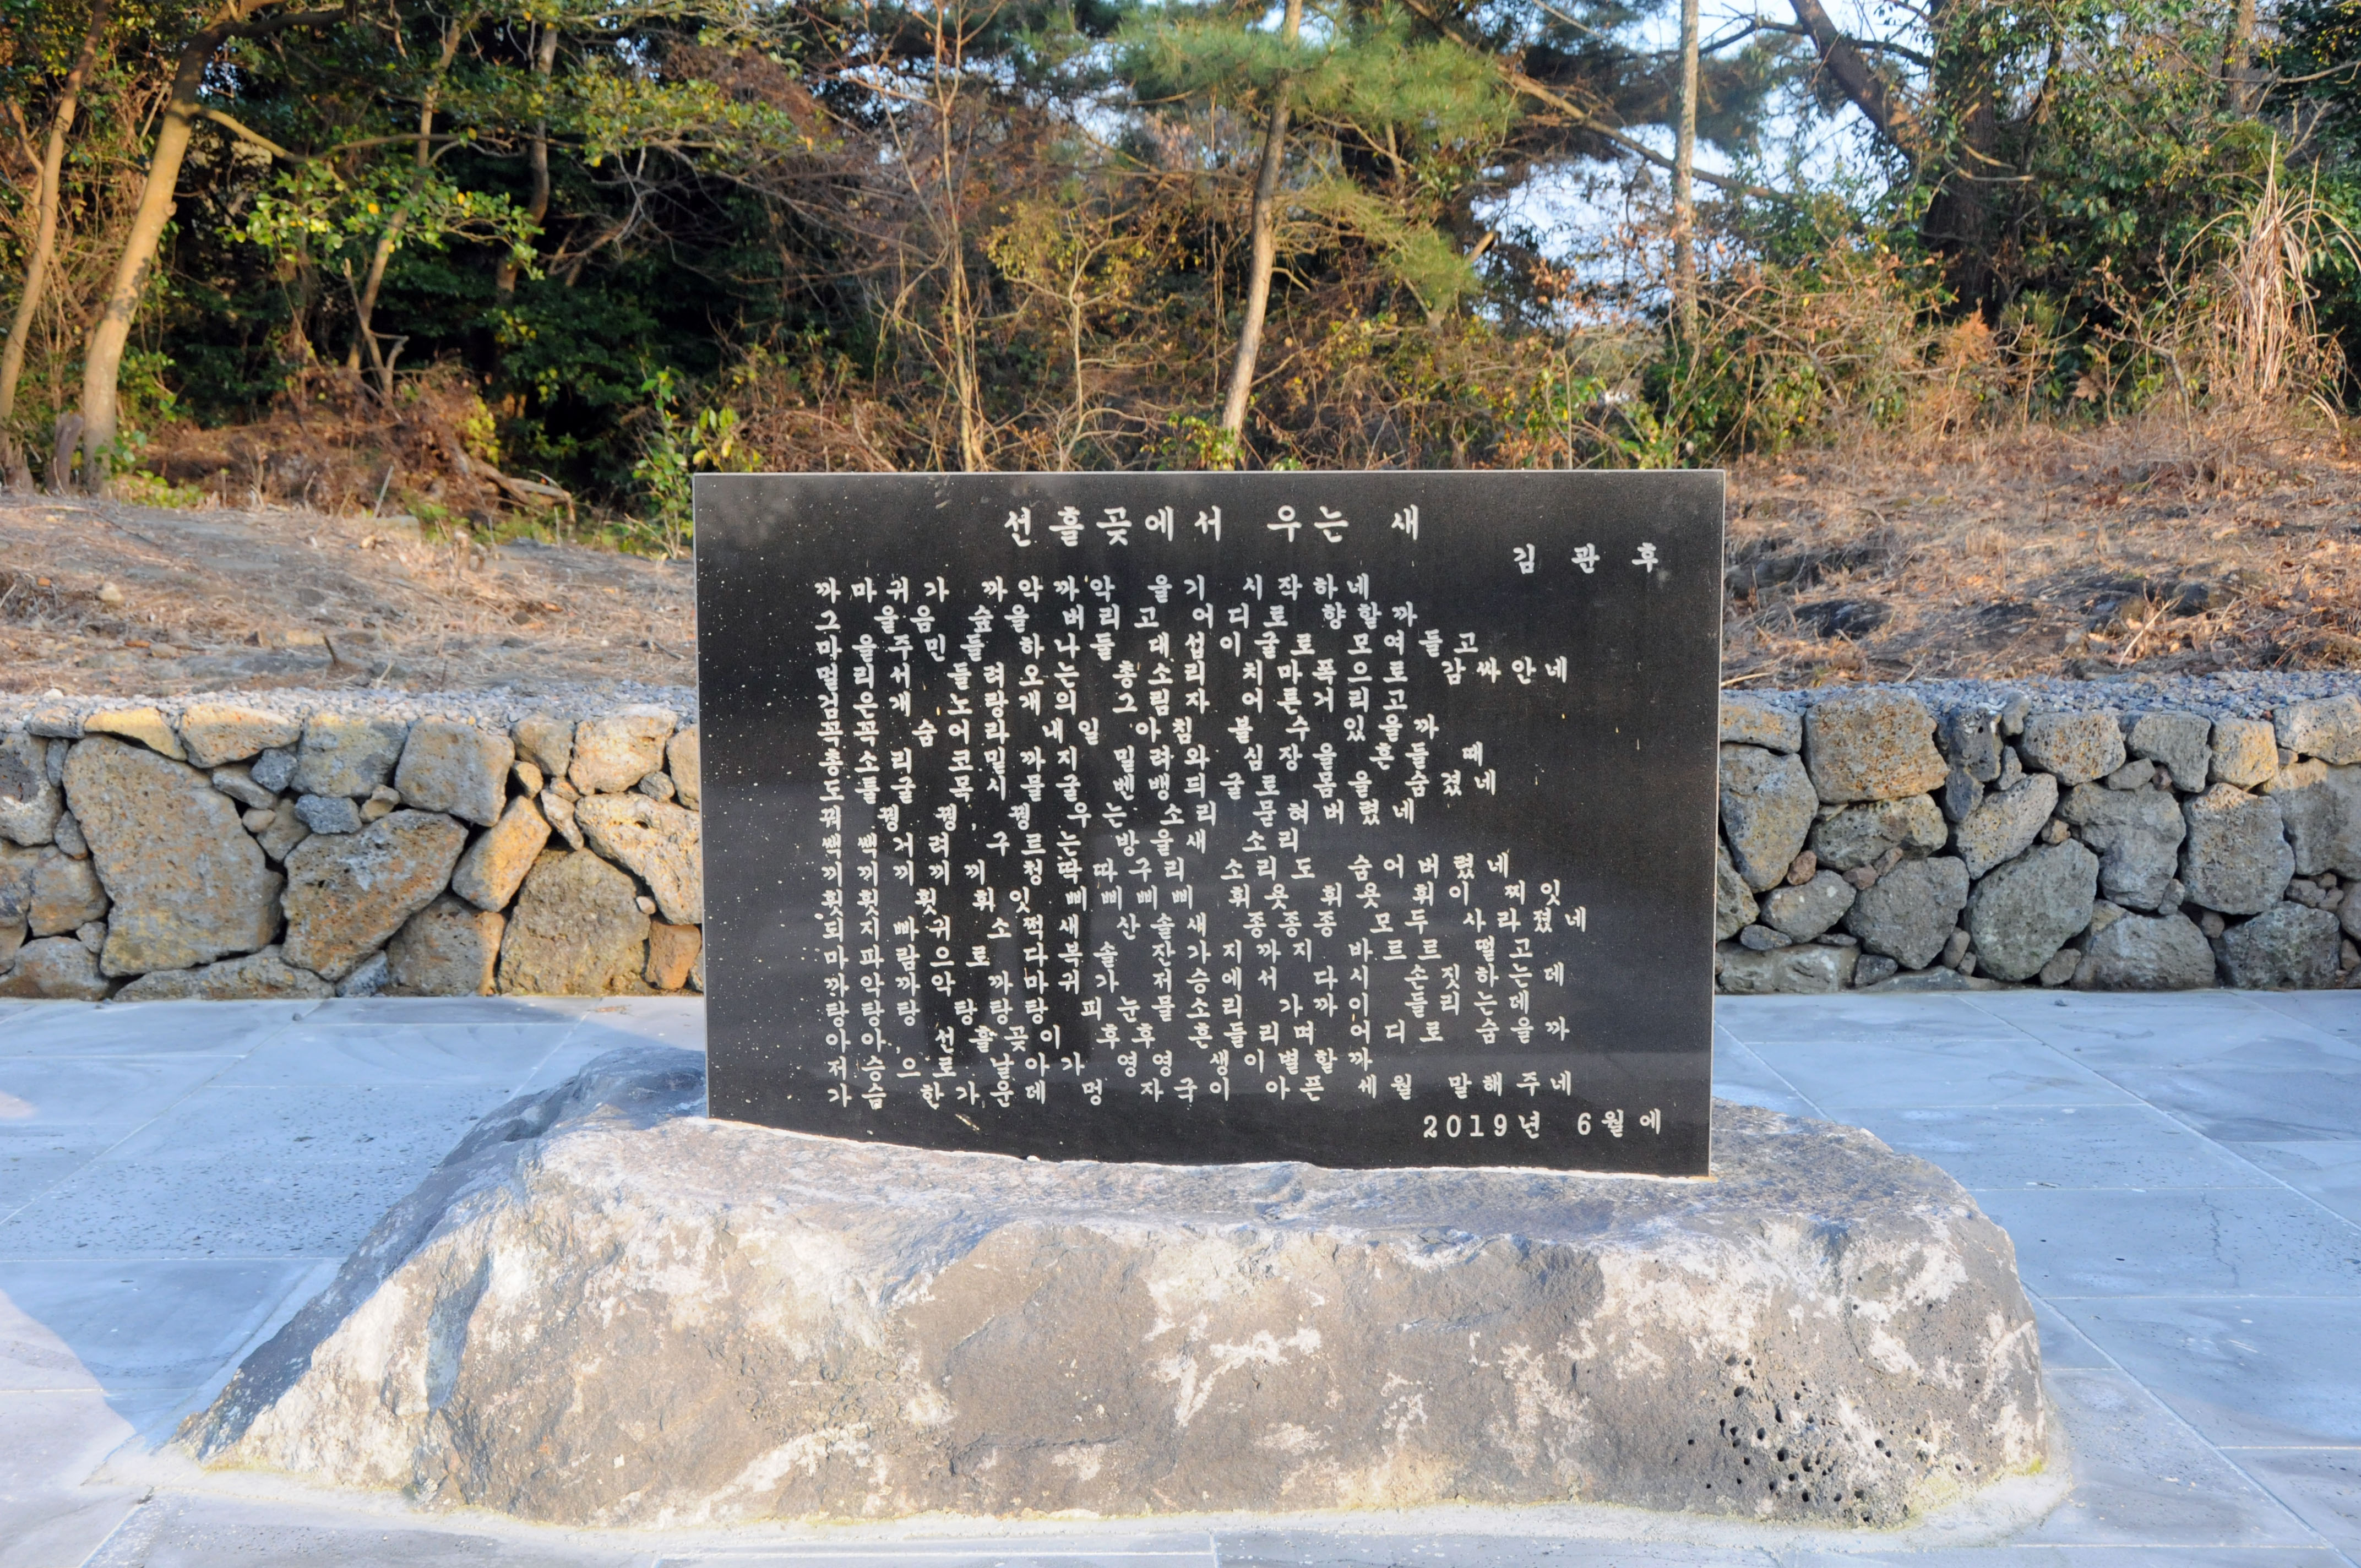 선흘곶에서 우는 새
김관후
까마귀가 까악까악 울기 시작하네
그 울음 숲을 버리고 어디로 향할까
마을주민들 하나둘 대섭이굴로 모여들고
멀리서 들려오는 총소리 치마폭으로 감싸안네
검은개 노랑개의 그림자 어른거리고
꼭꼭 숨어라 내일 아침 볼 수 있을까
총소리 코밑까지 밀려와 심장을 흔들 때
도틀굴 목시물굴 벤뱅듸굴로 몸을숨겼네
꿔 꿩 꿩, 꿩 우는 소리 묻혀버렸네
짹짹거려 구르는 방울새 소리
끼끼끼끼끼 청딱따구리 소리도 숨어버렸네
횟횟 횟 휘잇 삐삐삐삐 휘욧휘욧휘이 찌잇
되지빠귀 소쩍새 산솔새 종종종 모두 사라졌네
마파람으로 다복솔 잔가지까지 바르르 떨고
까악까악 까마귀가 저승에서 다시 손짓하는데
탕탕탕 탕탕탕 피눈물소리 가까이 들리는데
아아, 선흘곶이 후후 흔들리며 어디로 숨을까
저승으로 날아가 영영 생이별할까
가슴 한가운데 멍 자국이 아픈 세월 말해주네
2019년 6월에